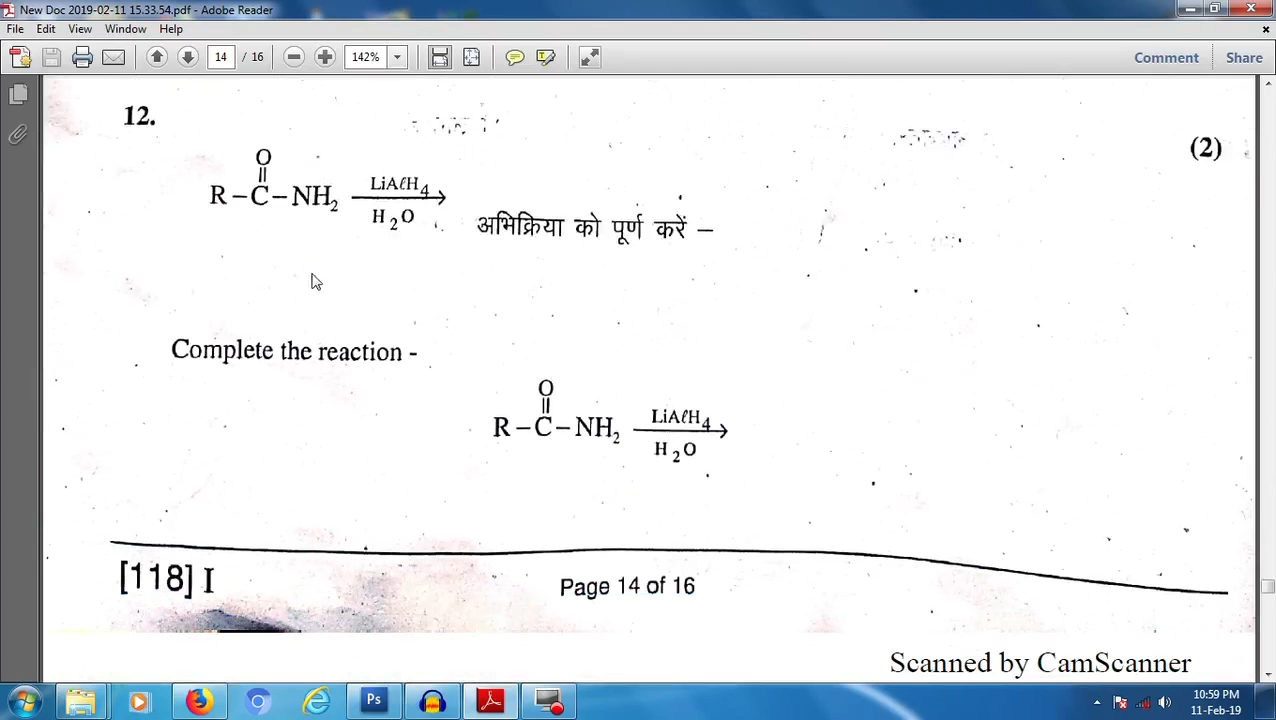 New Doc 2019-02-11 15.33.54.pdf - Adobe Reader
File Edit View Window Help
14 / 16 142% Comment Share
12.
(2)
O
||
R – C – NH2 LiAℓH4
H2O
अभिक्रिया को पूर्ण करें –
Complete the reaction -
O
||
R – C – NH2 LiAℓH4
H2O
[118] I Page 14 of 16
Scanned by CamScanner
Ps
10:59 PM
11-Feb-19